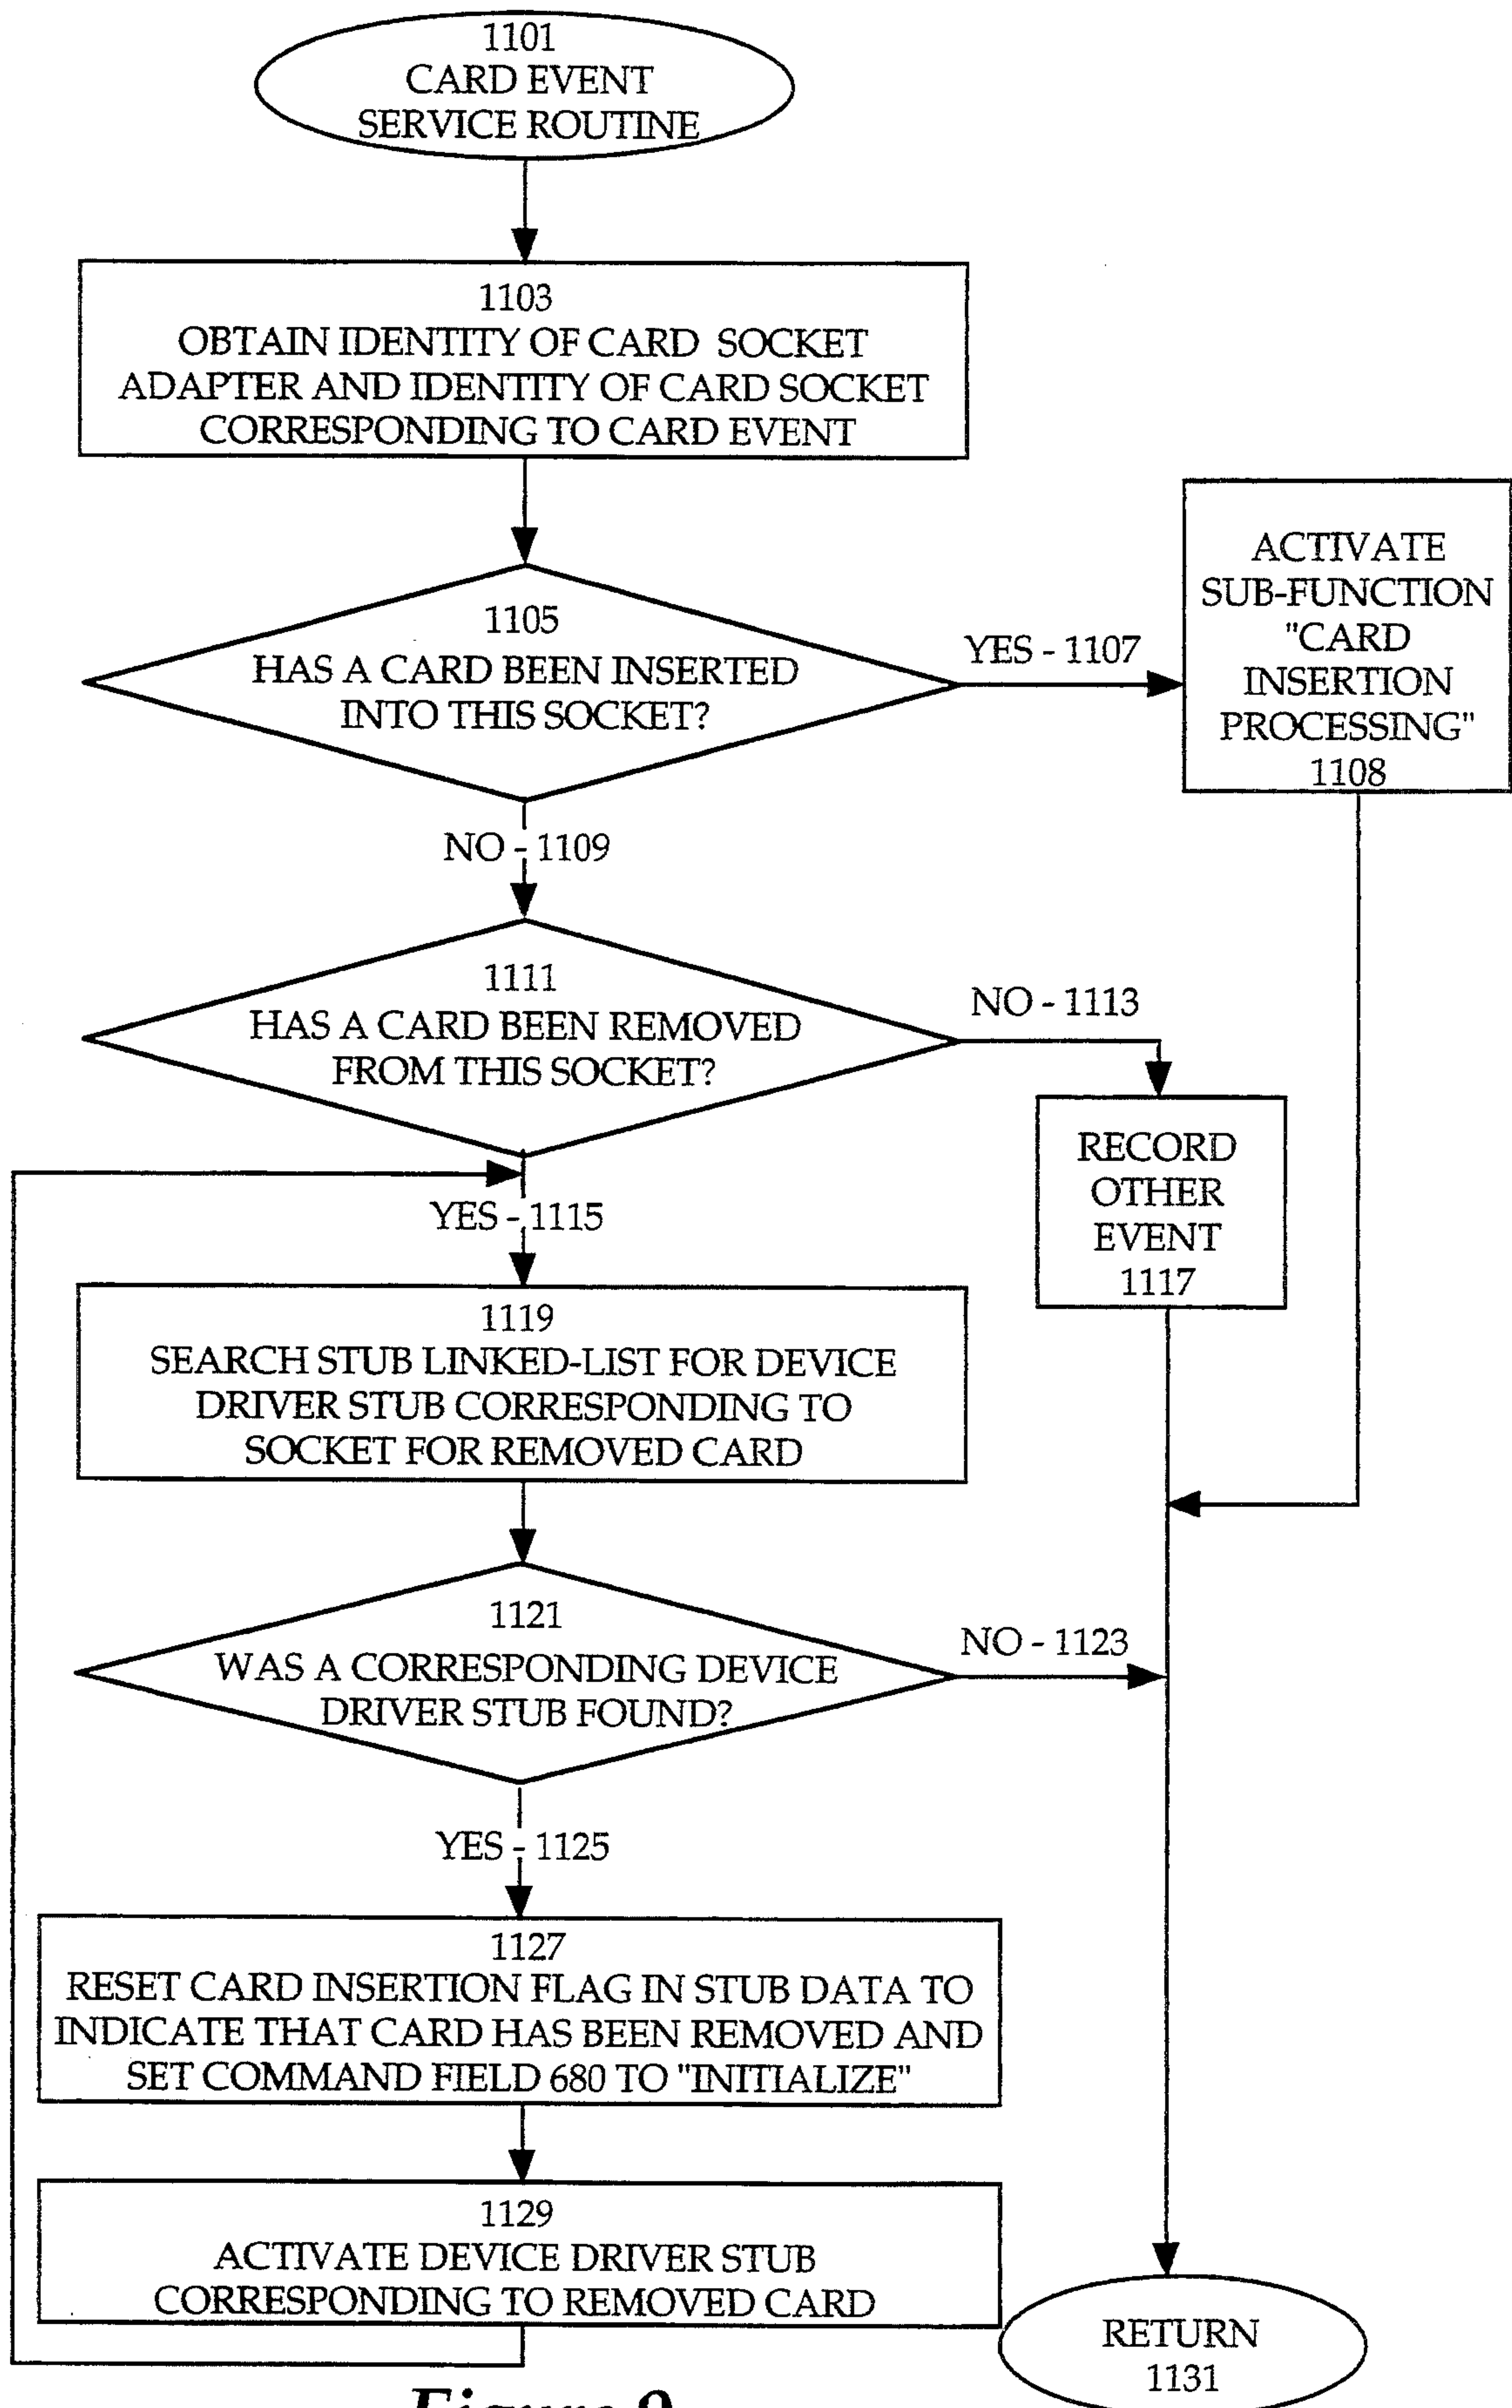 1101
CARD EVENT
SERVICE ROUTINE
1103
OBTAIN IDENTITY OF CARD SOCKET
ADAPTER AND IDENTITY OF CARD SOCKET
CORRESPONDING TO CARD EVENT
1105
HAS A CARD BEEN INSERTED
INTO THIS SOCKET?
YES - 1107
ACTIVATE
SUB-FUNCTION
"CARD
INSERTION
PROCESSING"
1108
NO - 1109
1111
HAS A CARD BEEN REMOVED
FROM THIS SOCKET?
NO - 1113
RECORD
OTHER
EVENT
1117
YES - 1115
1119
SEARCH STUB LINKED-LIST FOR DEVICE
DRIVER STUB CORRESPONDING TO
SOCKET FOR REMOVED CARD
1121
WAS A CORRESPONDING DEVICE
DRIVER STUB FOUND?
NO - 1123
YES - 1125
1127
RESET CARD INSERTION FLAG IN STUB DATA TO
INDICATE THAT CARD HAS BEEN REMOVED AND
SET COMMAND FIELD 680 TO "INITIALIZE"
1129
ACTIVATE DEVICE DRIVER STUB
CORRESPONDING TO REMOVED CARD
RETURN
1131
Figure 9